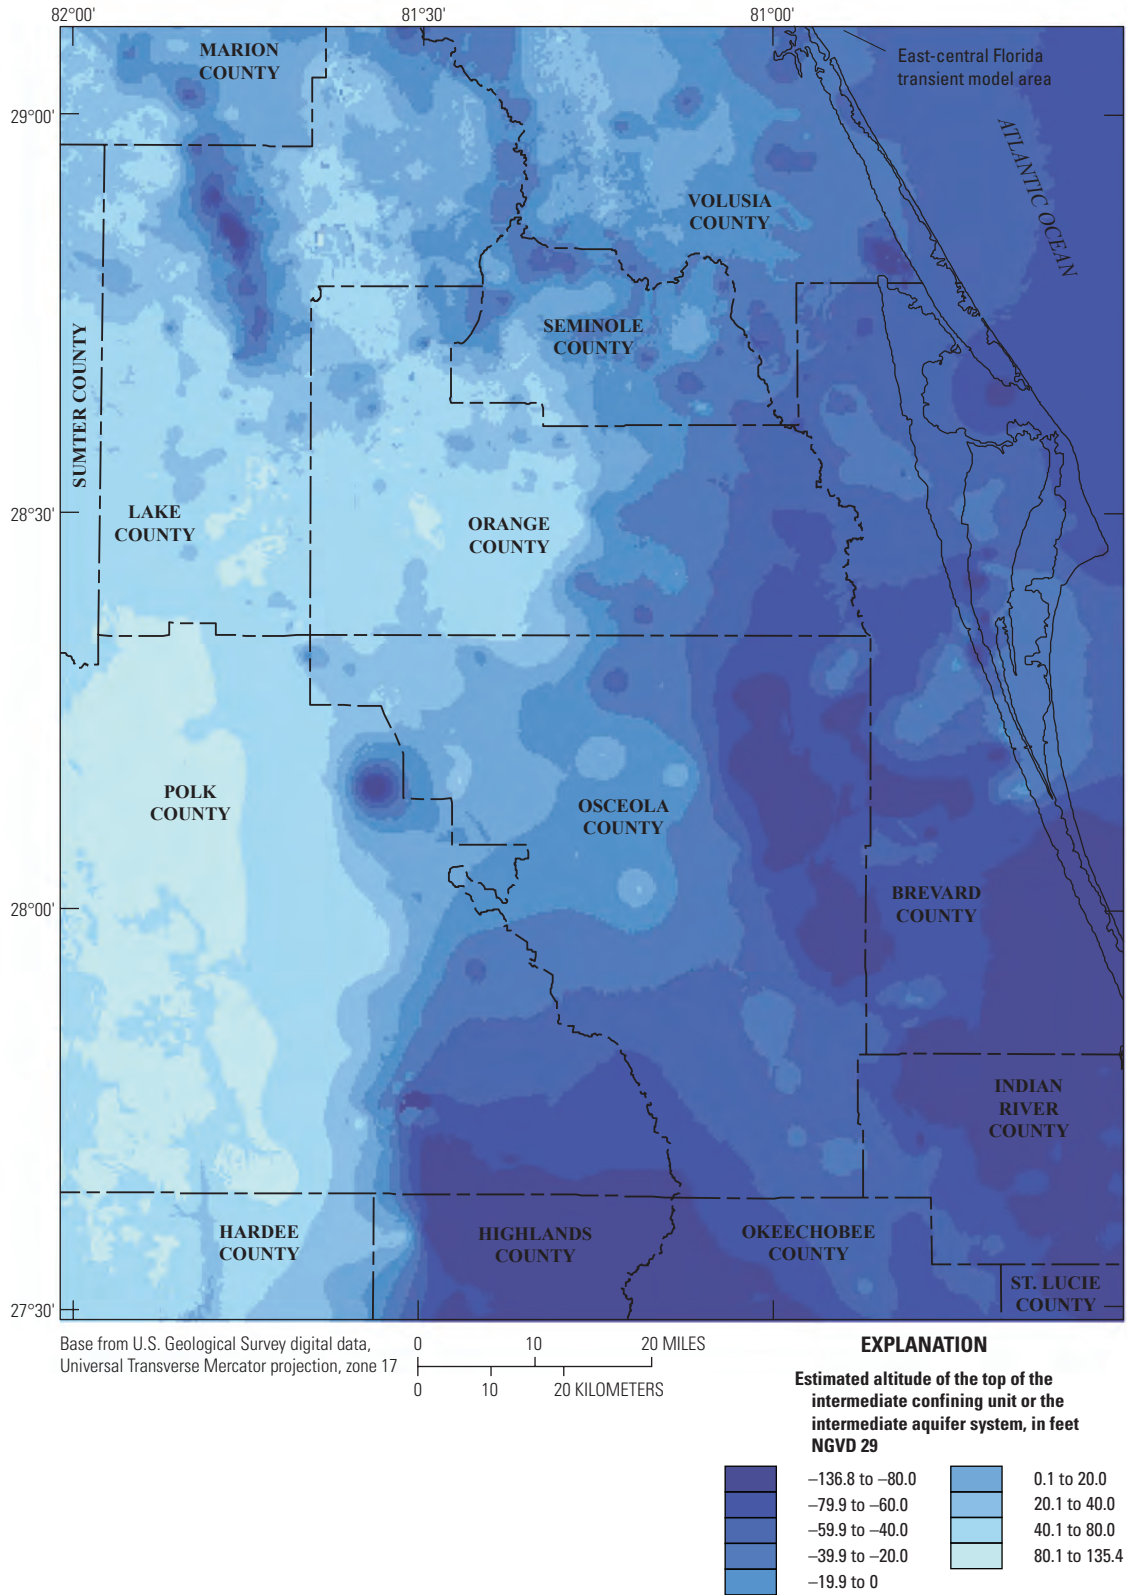 82°00'
81°30'
81°00'
MARION
COUNTY
East-central Florida
transient model area
29°00'
ATLANTIC OCEAN
VOLUSIA
COUNTY
SEMINOLE
COUNTY
SUMTER COUNTY
28°30'
LAKE
COUNTY
ORANGE
COUNTY
POLK
COUNTY
OSCEOLA
COUNTY
28°00'
BREVARD
COUNTY
INDIAN
RIVER
COUNTY
HARDEE
COUNTY
HIGHLANDS
COUNTY
OKEECHOBEE
COUNTY
ST. LUCIE
COUNTY
27°30'
Base from U.S. Geological Survey digital data,
Universal Transverse Mercator projection, zone 17
0 10 20 MILES
0 10 20 KILOMETERS
EXPLANATION
Estimated altitude of the top of the
intermediate confining unit or the
intermediate aquifer system, in feet
NGVD 29
−136.8 to −80.0
−79.9 to −60.0
−59.9 to −40.0
−39.9 to −20.0
−19.9 to 0
0.1 to 20.0
20.1 to 40.0
40.1 to 80.0
80.1 to 135.4